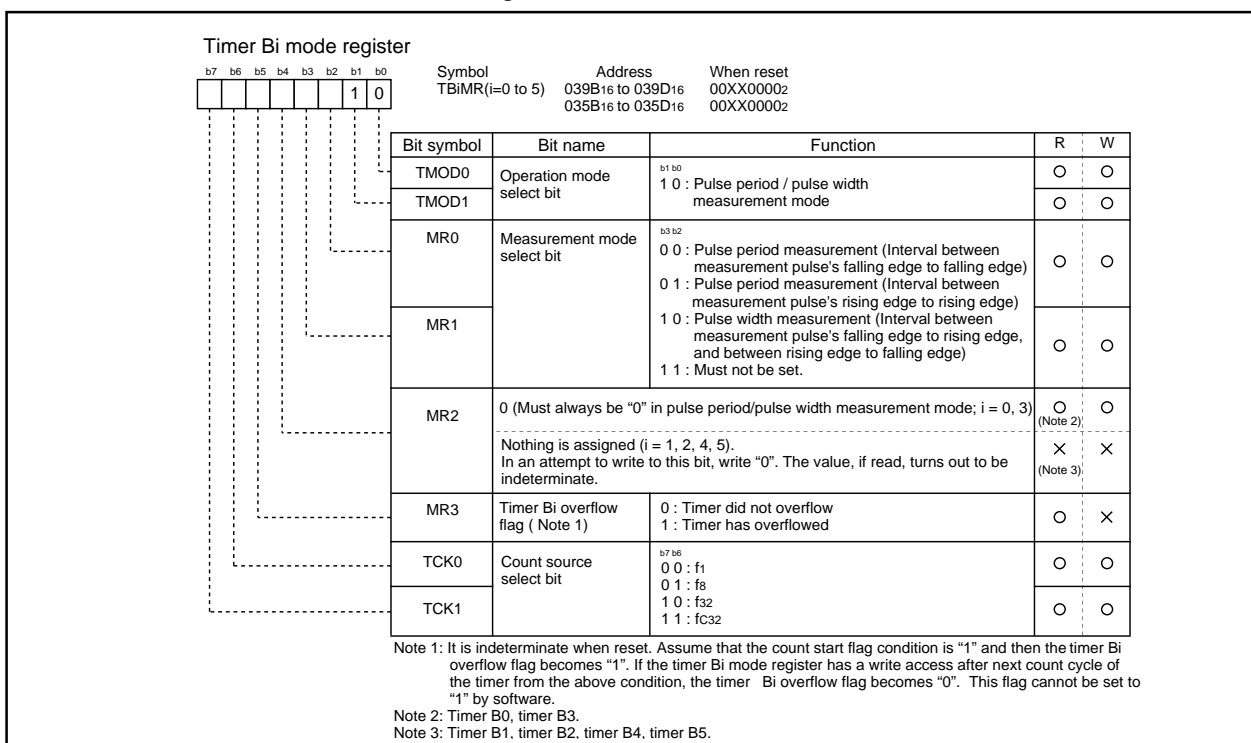 Timer Bi mode register
b7 b6 b5 b4 b3 b2 b1 b0
1 0
Symbol Address When reset
TBiMR(i=0 to 5) 039B16 to 039D16 00XX00002
035B16 to 035D16 00XX00002
Bit symbol Bit name Function R W
TMOD0 Operation mode select bit
TMOD1
b1 b0
1 0 : Pulse period / pulse width
measurement mode
MR0 Measurement mode
select bit
b3 b2
0 0 : Pulse period measurement (Interval between
measurement pulse's falling edge to falling edge)
0 1 : Pulse period measurement (Interval between
measurement pulse's rising edge to rising edge)
MR1
1 0 : Pulse width measurement (Interval between
measurement pulse's falling edge to rising edge,
and between rising edge to falling edge)
1 1 : Must not be set.
MR2
0 (Must always be “0” in pulse period/pulse width measurement mode; i = 0, 3)
(Note 2)
Nothing is assigned (i = 1, 2, 4, 5).
In an attempt to write to this bit, write “0”. The value, if read, turns out to be
indeterminate.
(Note 3)
MR3 Timer Bi overflow
flag ( Note 1)
0 : Timer did not overflow
1 : Timer has overflowed
TCK0 Count source
select bit
b7 b6
0 0 : f1
0 1 : f8
TCK1
1 0 : f32
1 1 : fC32
Note 1: It is indeterminate when reset. Assume that the count start flag condition is “1” and then the timer Bi
overflow flag becomes “1”. If the timer Bi mode register has a write access after next count cycle of
the timer from the above condition, the timer Bi overflow flag becomes “0”. This flag cannot be set to
“1” by software.
Note 2: Timer B0, timer B3.
Note 3: Timer B1, timer B2, timer B4, timer B5.